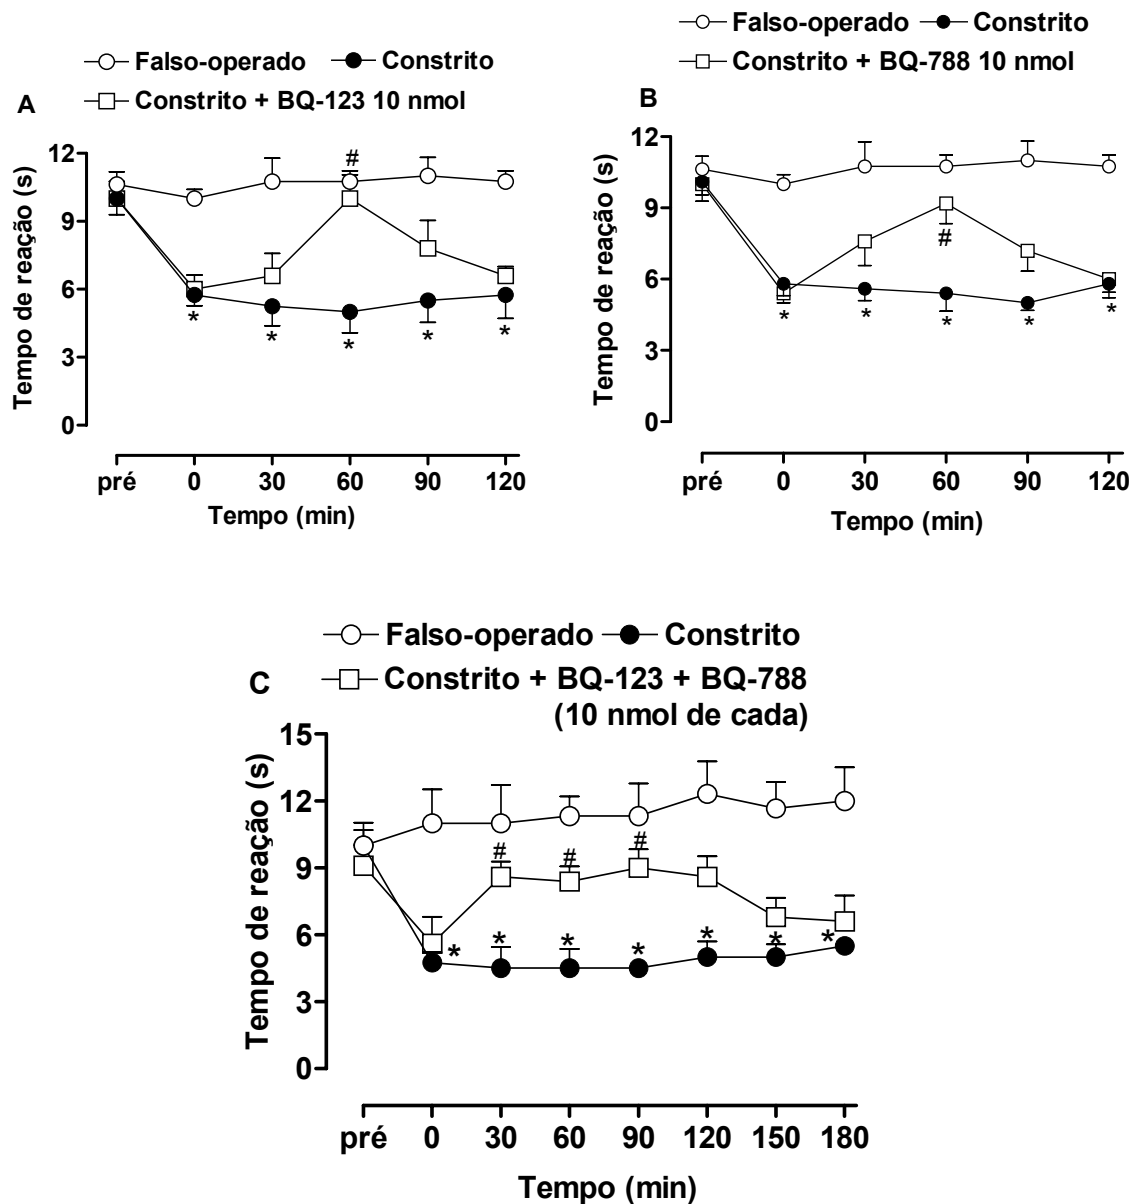 Falso-operado Constrito
A Constrito + BQ-123 10 nmol
Tempo de reação (s)
12
9
6
3
0
#
* * * * *
pré 0 30 60 90 120
Tempo (min)
Falso-operado Constrito
Constrito + BQ-788 10 nmol
B
Tempo de reação (s)
12
9
6
3
0
#
* * * * *
pré 0 30 60 90 120
Tempo (min)
Falso-operado Constrito
C Constrito + BQ-123 + BQ-788
(10 nmol de cada)
Tempo de reação (s)
15
12
9
6
3
0
# # #
* * * * * * *
pré 0 30 60 90 120 150 180
Tempo (min)